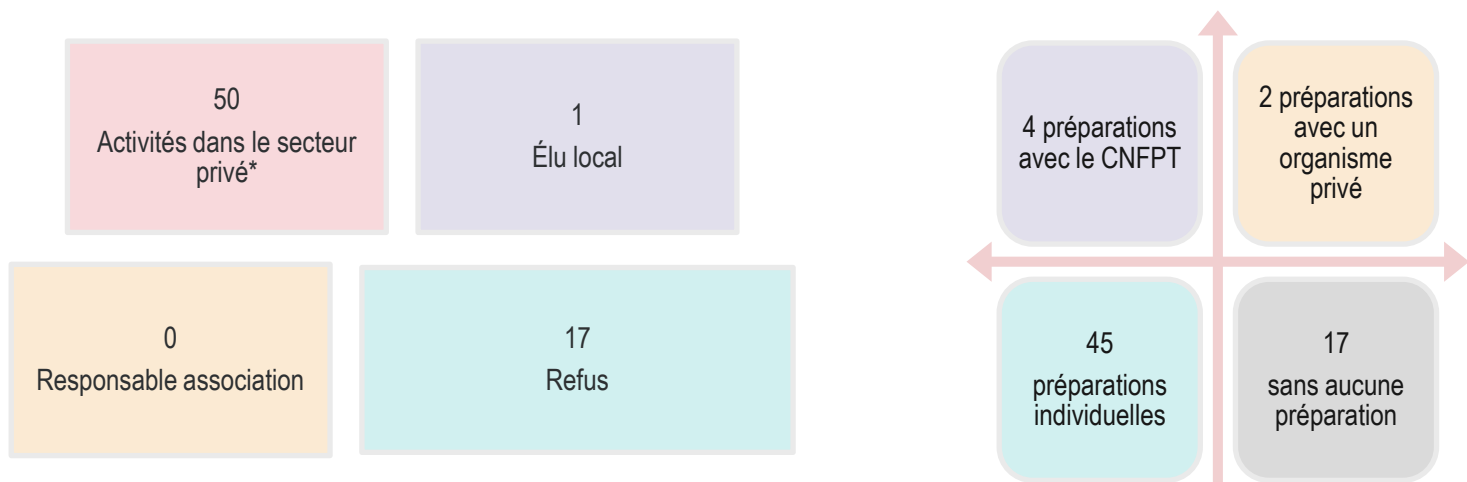 50
Activités dans le secteur
privé*
1
Élu local
0
Responsable association
17
Refus
4 préparations
avec le CNFPT
2 préparations
avec un
organisme
privé
45
préparations
individuelles
17
sans aucune
préparation